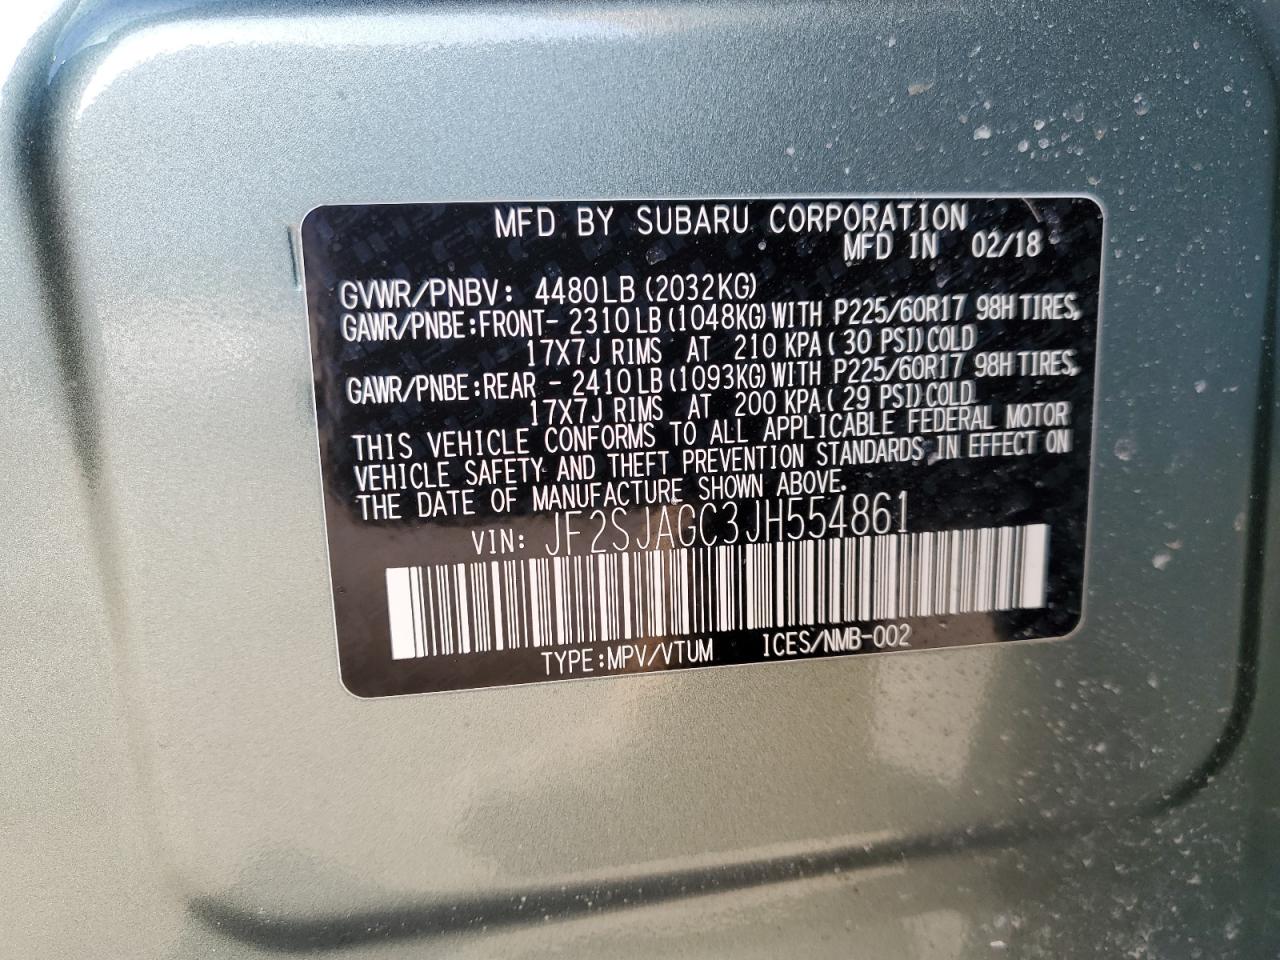 MFD BY SUBARU CORPORATION
MFD IN 02/18
GVWR/PNBV: 4480LB (2032KG)
GAWR/PNBE:FRONT- 2310LB (1048KG) WITH P225/60R17 98H TIRES,
17X7J RIMS AT 210 KPA ( 30 PSI) COLD
GAWR/PNBE:REAR - 2410LB (1093KG) WITH P225/60R17 98H TIRES,
17X7J RIMS AT 200 KPA ( 29 PSI) COLD.
THIS VEHICLE CONFORMS TO ALL APPLICABLE FEDERAL MOTOR
VEHICLE SAFETY AND THEFT PREVENTION STANDARDS IN EFFECT ON
THE DATE OF MANUFACTURE SHOWN ABOVE.
VIN: JF2SJAGC3JH554861
TYPE:MPV/VTUM ICES/NMB-002